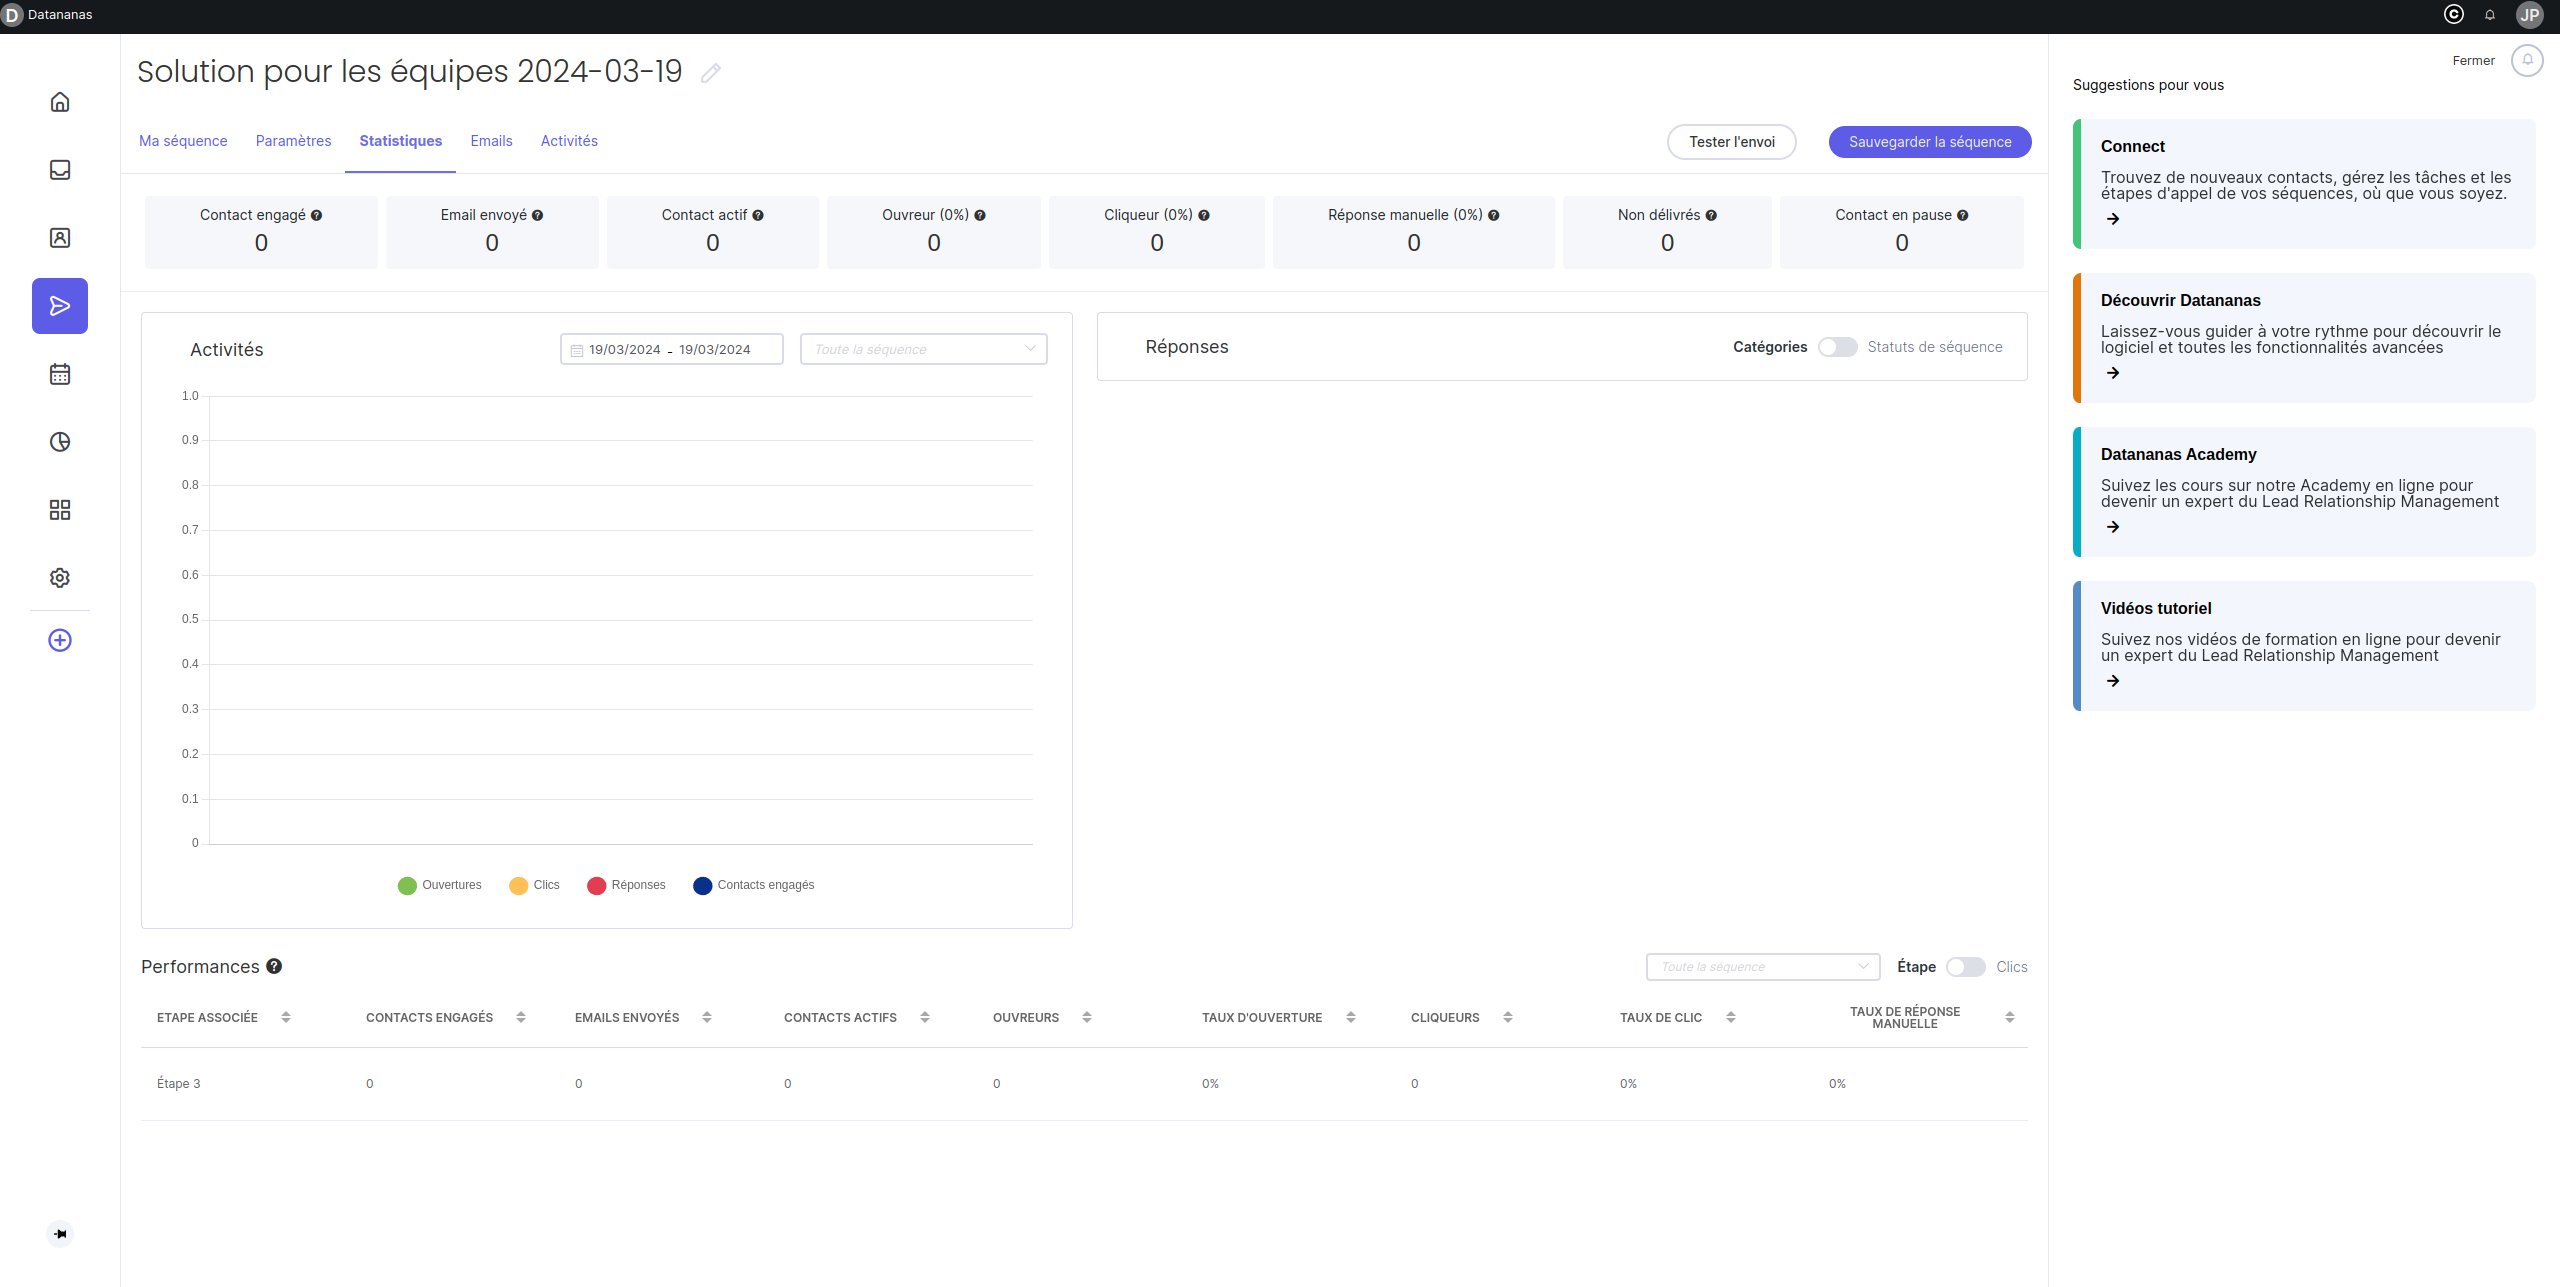 D Datananas
JP
Solution pour les équipes 2024-03-19
Ma séquence Paramètres Statistiques Emails Activités
Tester l'envoi Sauvegarder la séquence
Contact engagé Email envoyé Contact actif Ouvreur (0%) Cliqueur (0%) Réponse manuelle (0%) Non délivrés Contact en pause
0 0 0 0 0 0 0 0
Activités
19/03/2024 - 19/03/2024 Toute la séquence
1.0
0.9
0.8
0.7
0.6
0.5
0.4
0.3
0.2
0.1
0
Ouvertures Clics Réponses Contacts engagés
Réponses
Catégories Statuts de séquence
Performances
Toute la séquence Étape Clics
ETAPE ASSOCIÉE CONTACTS ENGAGÉS EMAILS ENVOYÉS CONTACTS ACTIFS OUVREURS TAUX D'OUVERTURE CLIQUEURS TAUX DE CLIC TAUX DE RÉPONSE
MANUELLE
Étape 3 0 0 0 0 0% 0 0% 0%
Fermer
Suggestions pour vous
Connect
Trouvez de nouveaux contacts, gérez les tâches et les
étapes d'appel de vos séquences, où que vous soyez.
Découvrir Datananas
Laissez-vous guider à votre rythme pour découvrir le
logiciel et toutes les fonctionnalités avancées
Datananas Academy
Suivez les cours sur notre Academy en ligne pour
devenir un expert du Lead Relationship Management
Vidéos tutoriel
Suivez nos vidéos de formation en ligne pour devenir
un expert du Lead Relationship Management